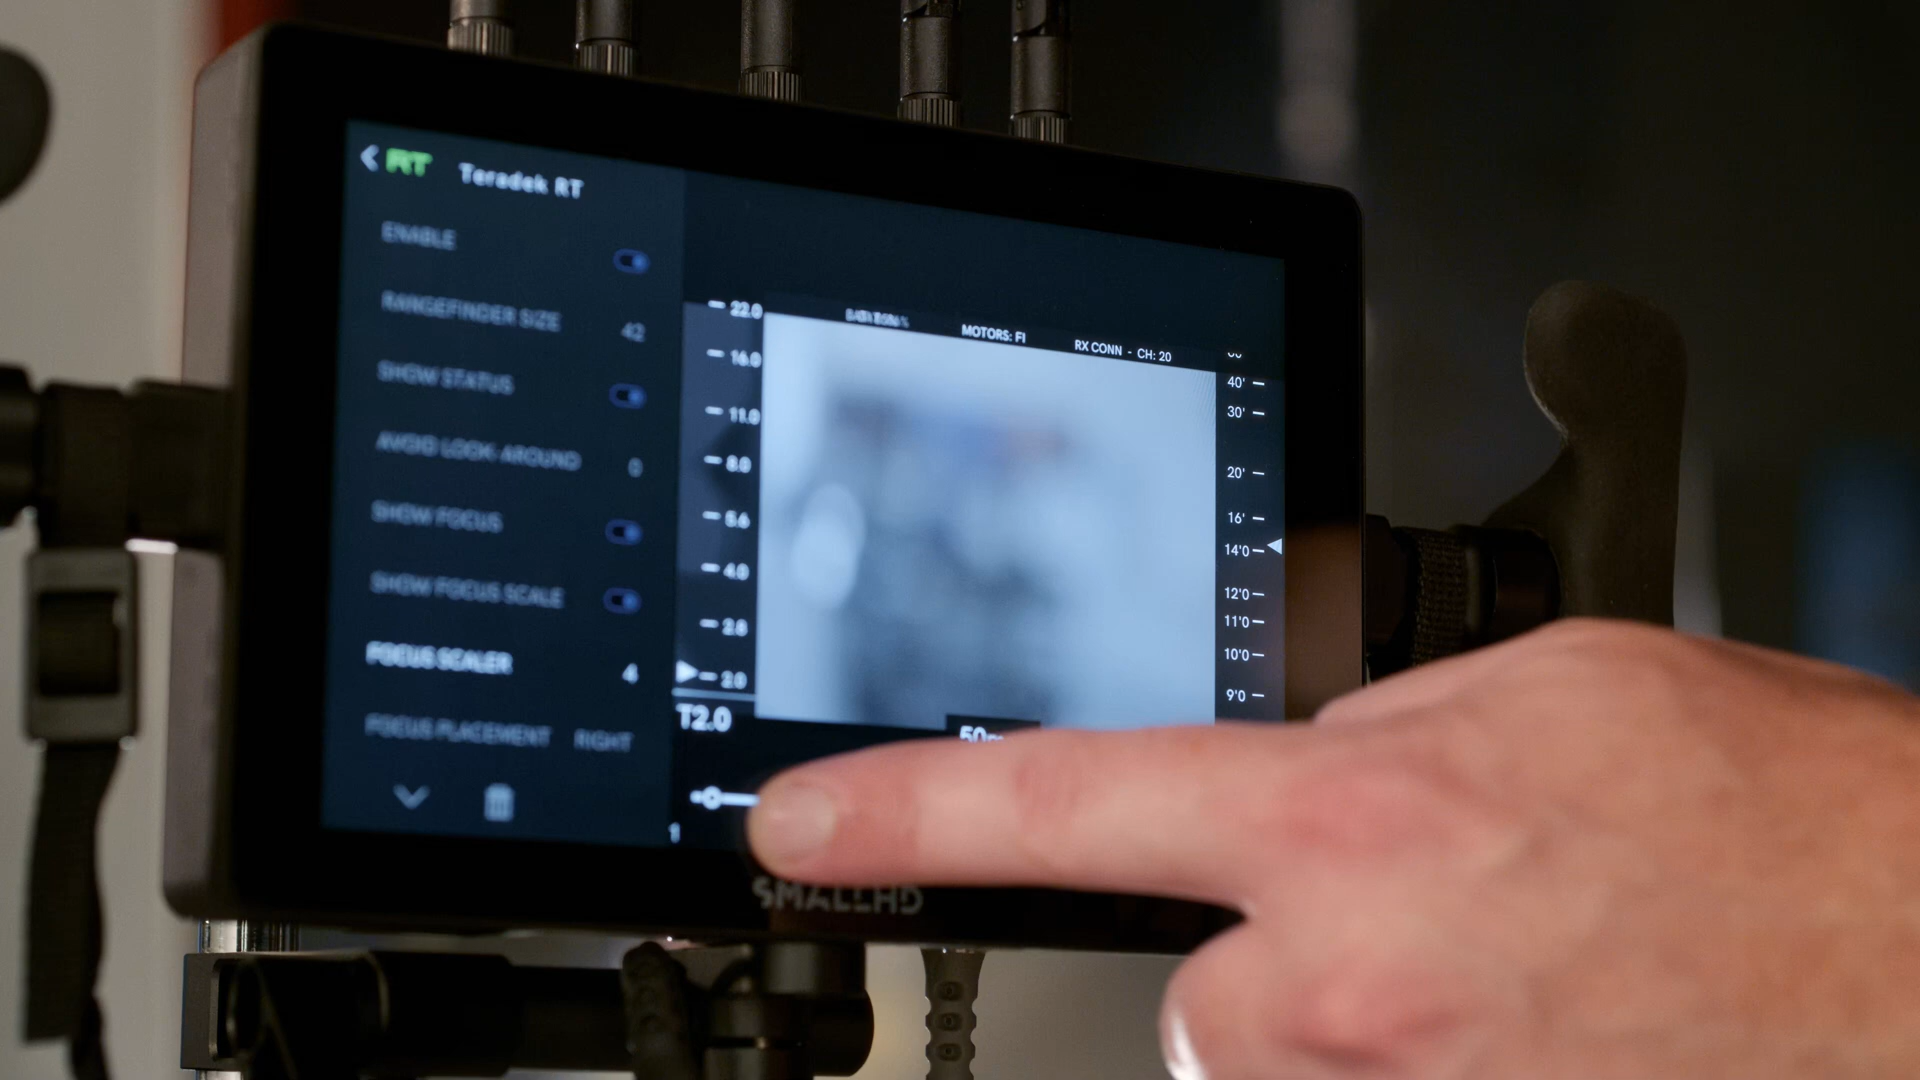 RT Teradek RT
ENABLE
RANGEFINDER SIZE 42
SHOW STATUS
AVOID LOOK-AROUND 0
SHOW FOCUS
SHOW FOCUS SCALE
FOCUS SCALER 4
FOCUS PLACEMENT RIGHT
22.0
16.0
11.0
8.0
5.6
4.0
2.8
2.0
T2.0
1
MOTORS: FI
RX CONN - CH: 20
40'
30'
20'
16'
14'0
12'0
11'0
10'0
9'0
SMALLHD